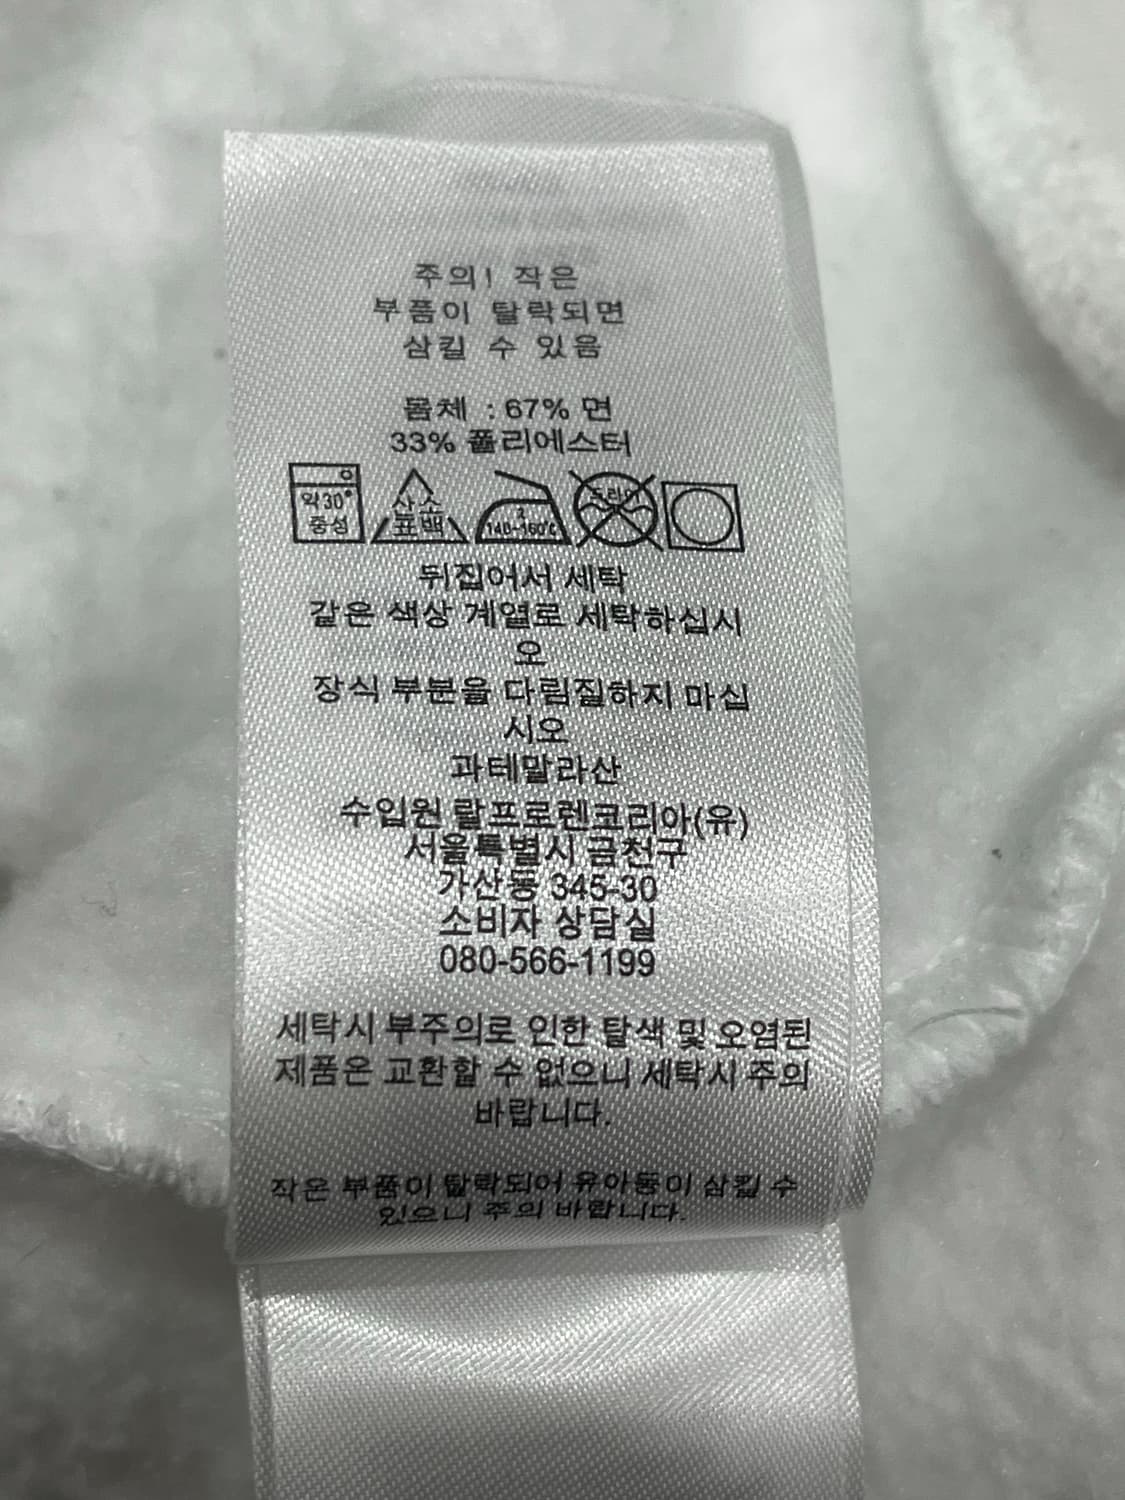 주의! 작은
부품이 탈락되면
삼킬 수 있음
몸체 : 67% 면
33% 폴리에스터
약30°
중성
산소
표백
2
140~160℃
드라이
뒤집어서 세탁
같은 색상 계열로 세탁하십시
오
장식 부분을 다림질하지 마십
시오
과테말라산
수입원 랄프로렌코리아(유)
서울특별시 금천구
가산동 345-30
소비자 상담실
080-566-1199
세탁시 부주의로 인한 탈색 및 오염된
제품은 교환할 수 없으니 세탁시 주의
바랍니다.
작은 부품이 탈락되어 유아동이 삼킬 수
있으니 주의 바랍니다.